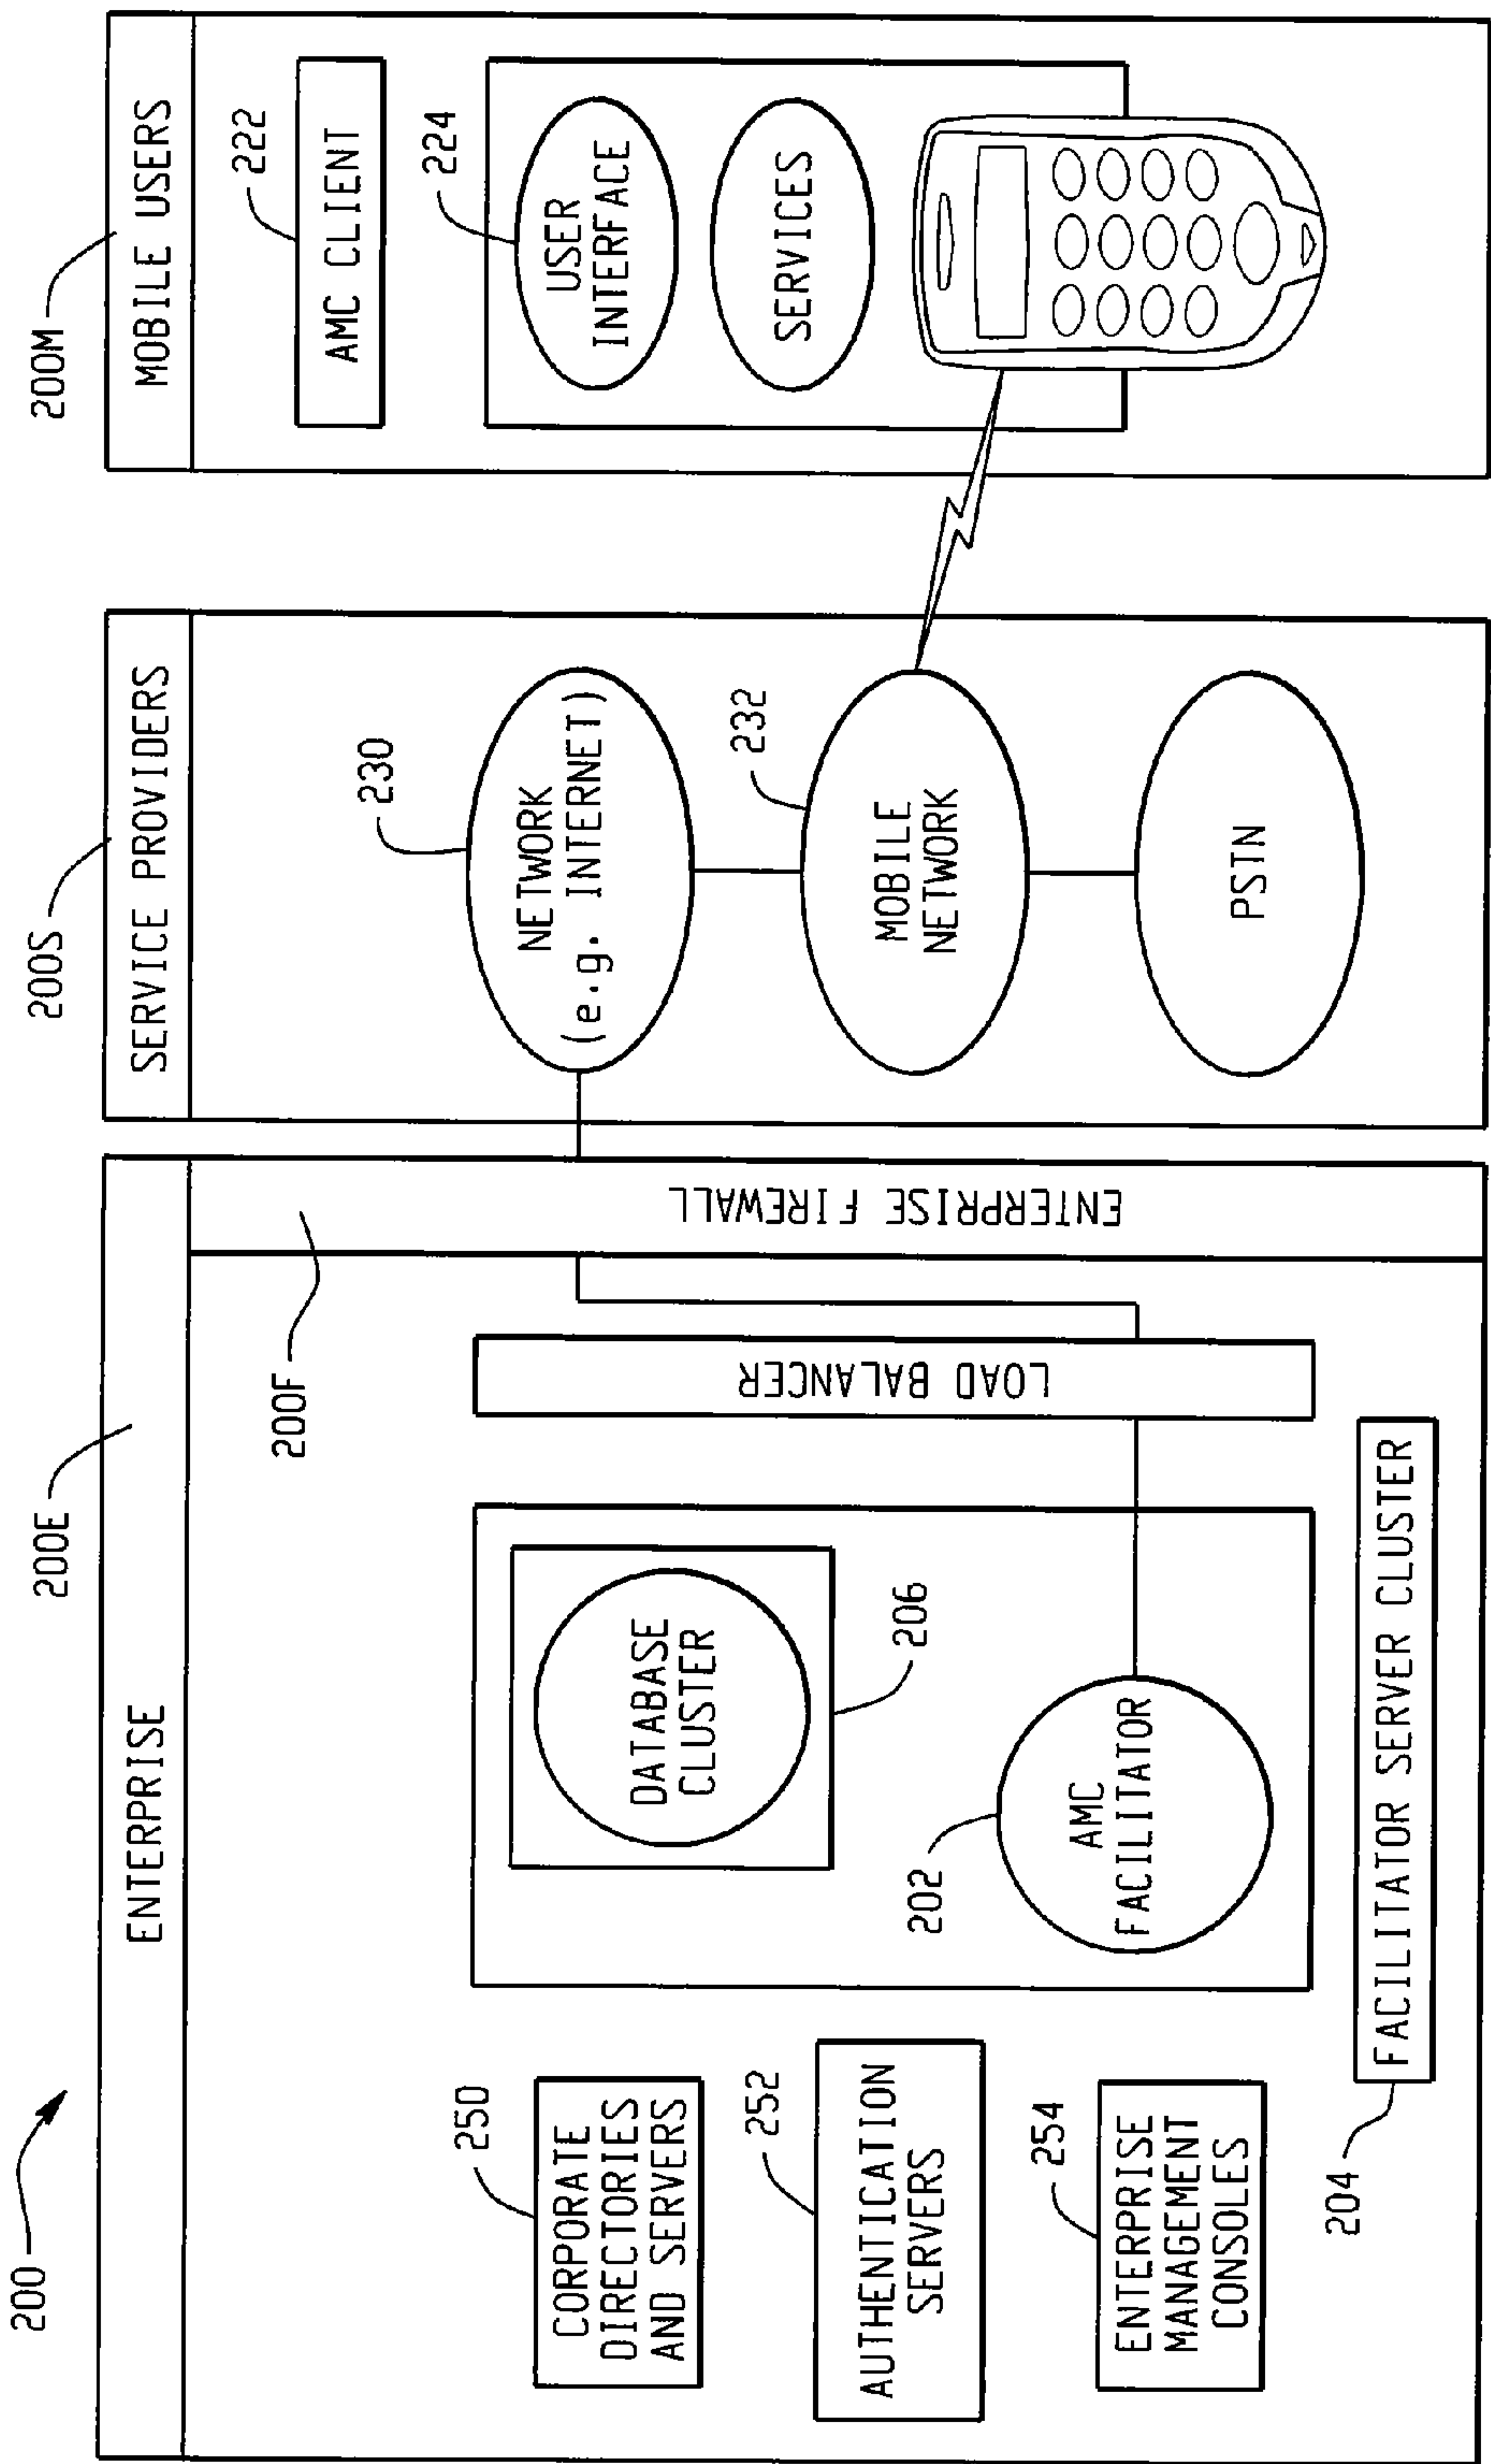 200
200E
200S
200M
ENTERPRISE
SERVICE PROVIDERS
MOBILE USERS
200F
250
CORPORATE
DIRECTORIES
AND SERVERS
252
AUTHENTICATION
SERVERS
254
ENTERPRISE
MANAGEMENT
CONSOLES
DATABASE
CLUSTER
206
202
AMC
FACILITATOR
204
FACILITATOR SERVER CLUSTER
LOAD BALANCER
ENTERPRISE FIREWALL
230
NETWORK
(e.g. INTERNET)
232
MOBILE
NETWORK
PSTN
222
AMC CLIENT
224
USER
INTERFACE
SERVICES